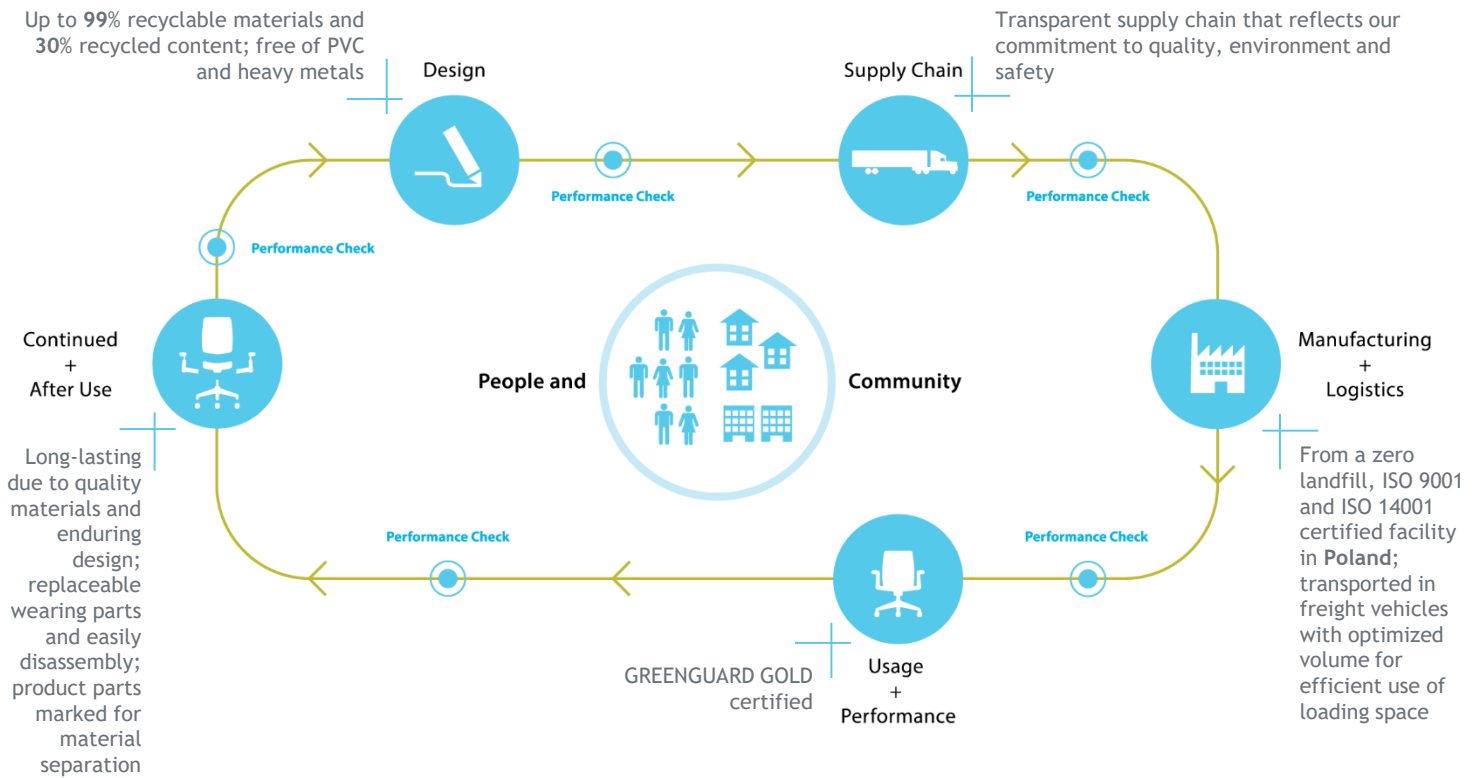 Up to 99% recyclable materials and
30% recycled content; free of PVC
and heavy metals
Design
Supply Chain
Transparent supply chain that reflects our
commitment to quality, environment and
safety
Performance Check
Performance Check
Performance Check
Continued
+
After Use
People and
Community
Manufacturing
+
Logistics
Long-lasting
due to quality
materials and
enduring
design;
replaceable
wearing parts
and easily
disassembly;
product parts
marked for
material
separation
From a zero
landfill, ISO 9001
and ISO 14001
certified facility
in Poland;
transported in
freight vehicles
with optimized
volume for
efficient use of
loading space
Performance Check
Performance Check
GREENGUARD GOLD
certified
Usage
+
Performance